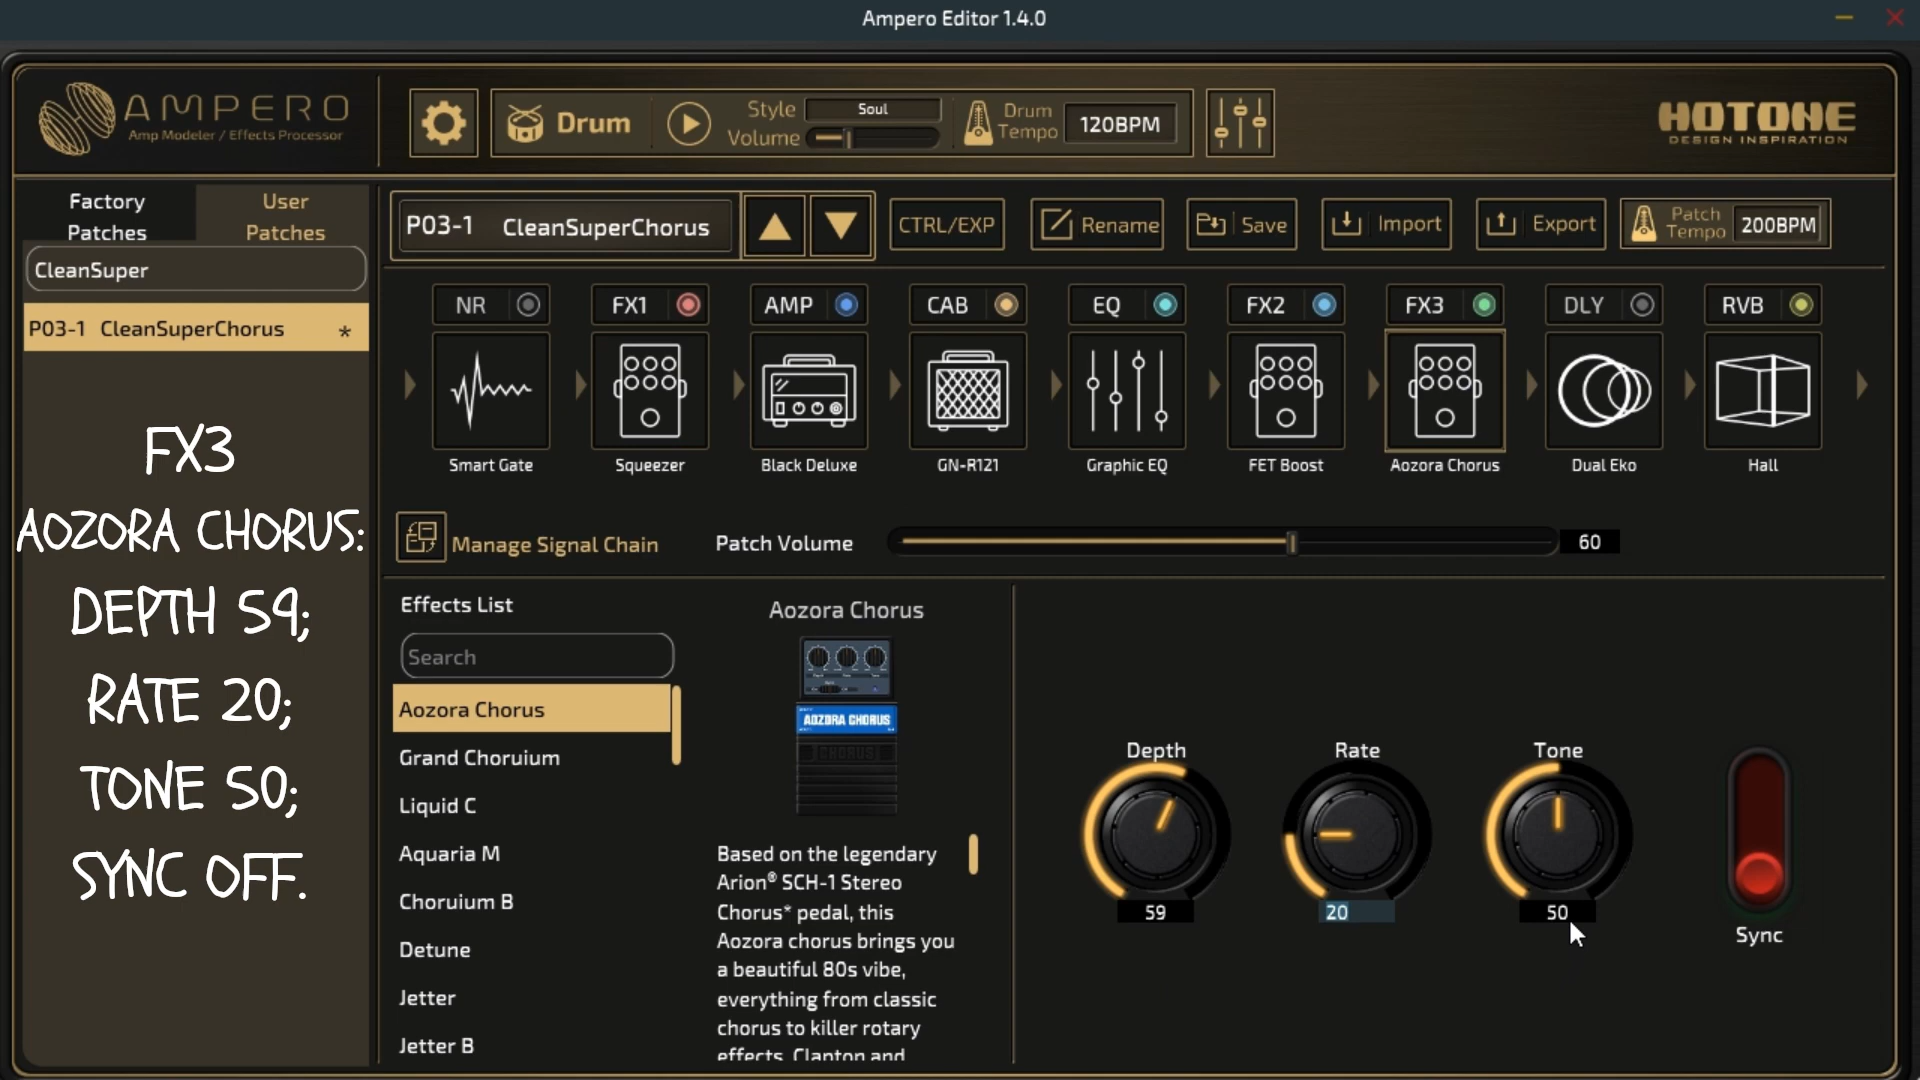 Ampero Editor 1.4.0
AMPERO
Amp Modeler / Effects Processor
Drum
Style
Soul
Volume
Drum
Tempo
120BPM
HOTONE
DESIGN INSPIRATION
Factory
Patches
User
Patches
CleanSuper
P03-1 CleanSuperChorus *
P03-1 CleanSuperChorus
CTRL/EXP
Rename
Save
Import
Export
Patch
Tempo
200BPM
NR
FX1
AMP
CAB
EQ
FX2
FX3
DLY
RVB
Smart Gate
Squeezer
Black Deluxe
GN-R121
Graphic EQ
FET Boost
Aozora Chorus
Dual Eko
Hall
FX3
AOZORA CHORUS:
DEPTH 59;
RATE 20;
TONE 50;
SYNC OFF.
Manage Signal Chain
Patch Volume
60
Effects List
Search
Aozora Chorus
Grand Choruium
Liquid C
Aquaria M
Choruium B
Detune
Jetter
Jetter B
Aozora Chorus
AOZORA CHORUS
CHORUS
Based on the legendary
Arion® SCH-1 Stereo
Chorus* pedal, this
Aozora chorus brings you
a beautiful 80s vibe,
everything from classic
chorus to killer rotary
effects. Clapton and
Depth
59
Rate
20
Tone
50
Sync